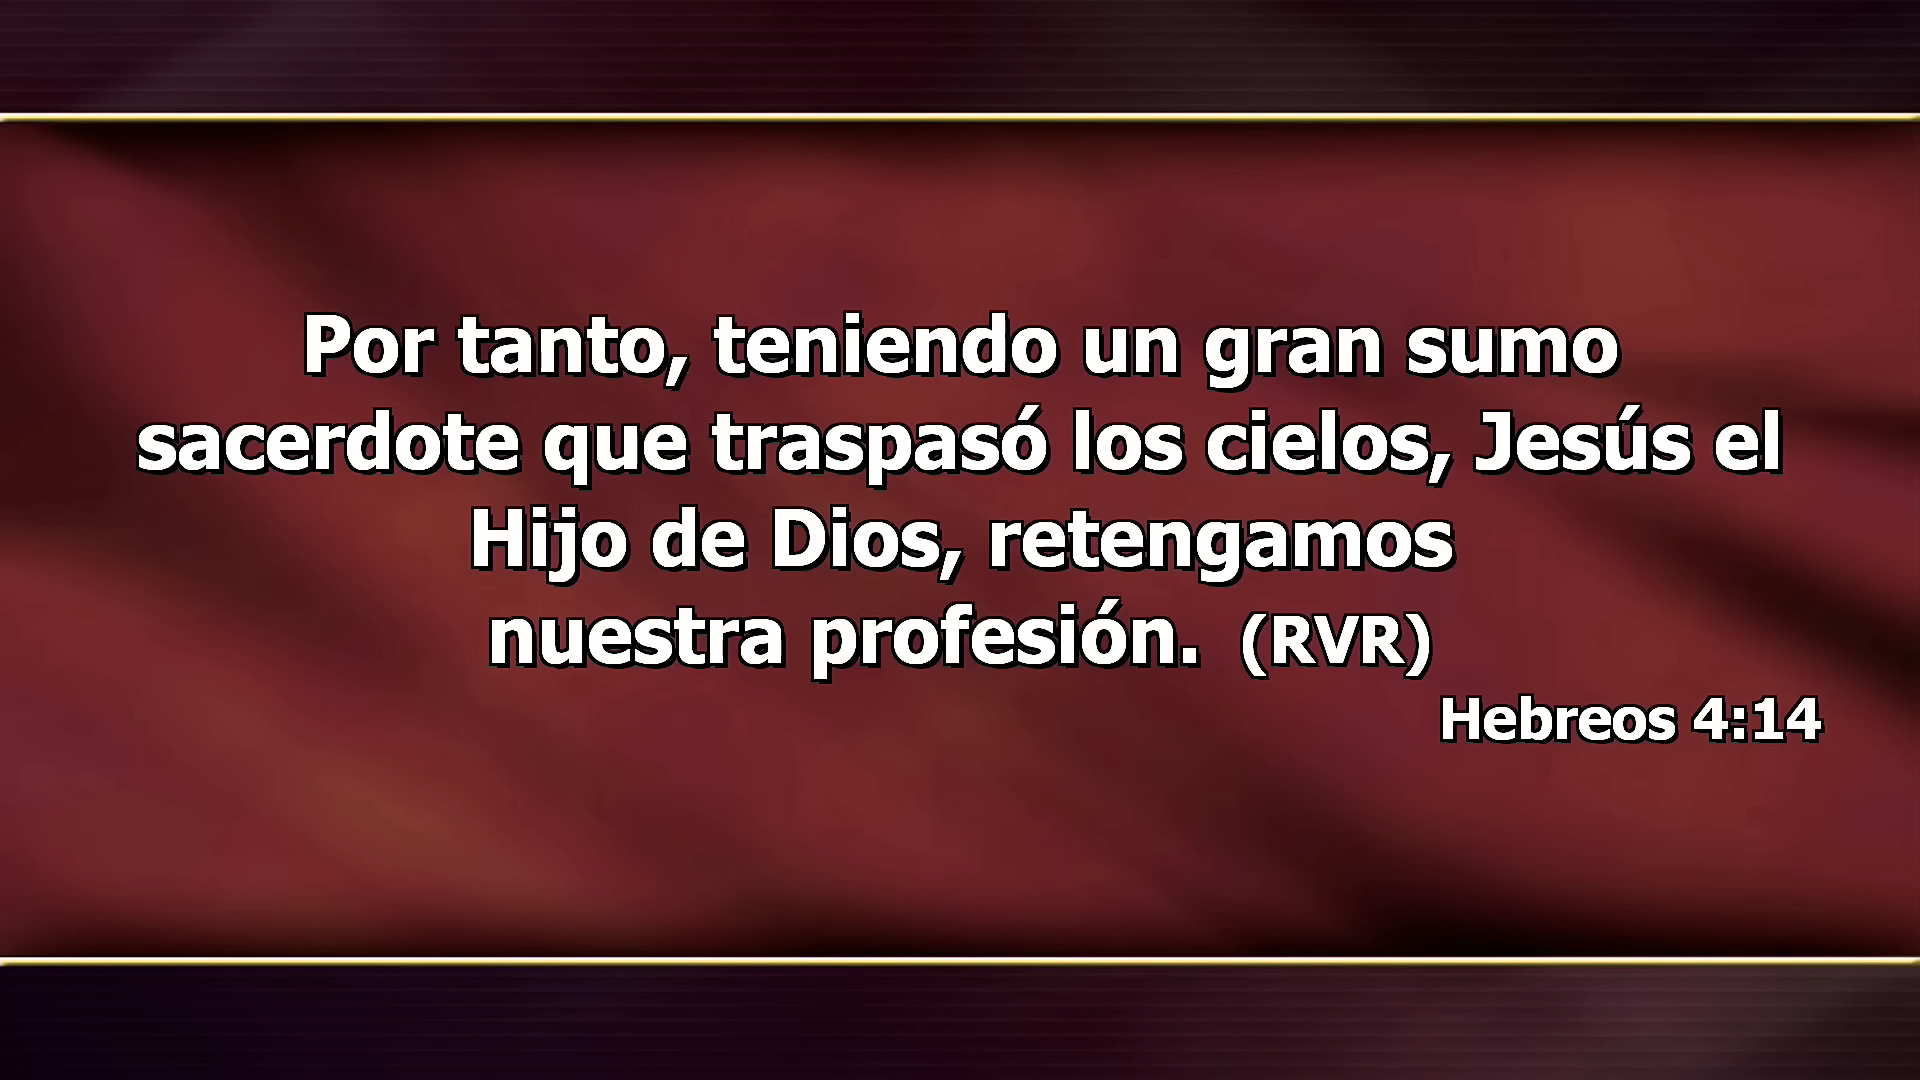 Por tanto, teniendo un gran sumo
sacerdote que traspasó los cielos, Jesús el
Hijo de Dios, retengamos
nuestra profesión. (RVR)
Hebreos 4:14